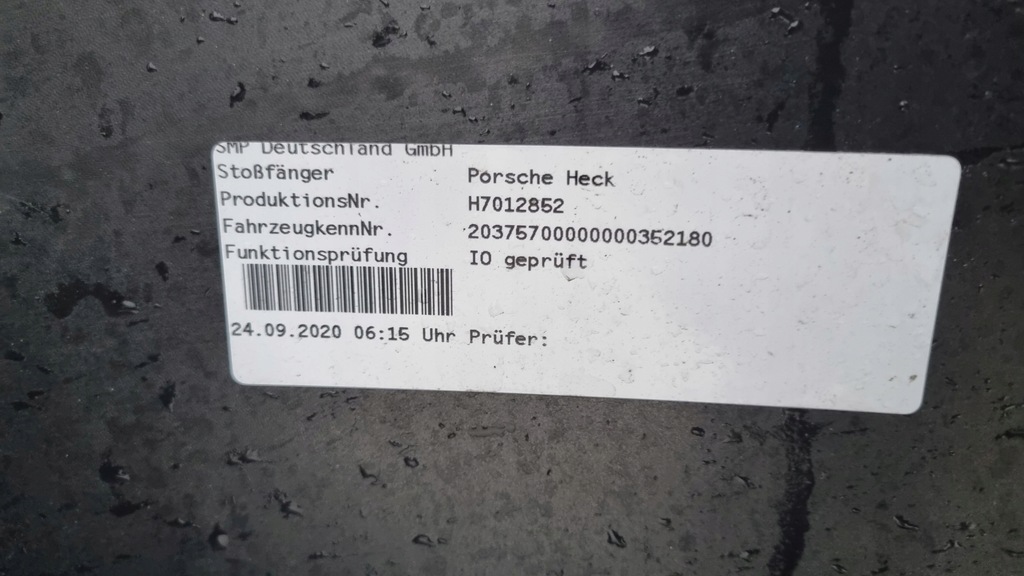 SMP Deutschland GmbH
Stoßfänger Porsche Heck
ProduktionsNr. H7012852
FahrzeugkennNr. 20375700000000352180
Funktionsprüfung IO geprüft
24.09.2020 06:15 Uhr Prüfer: